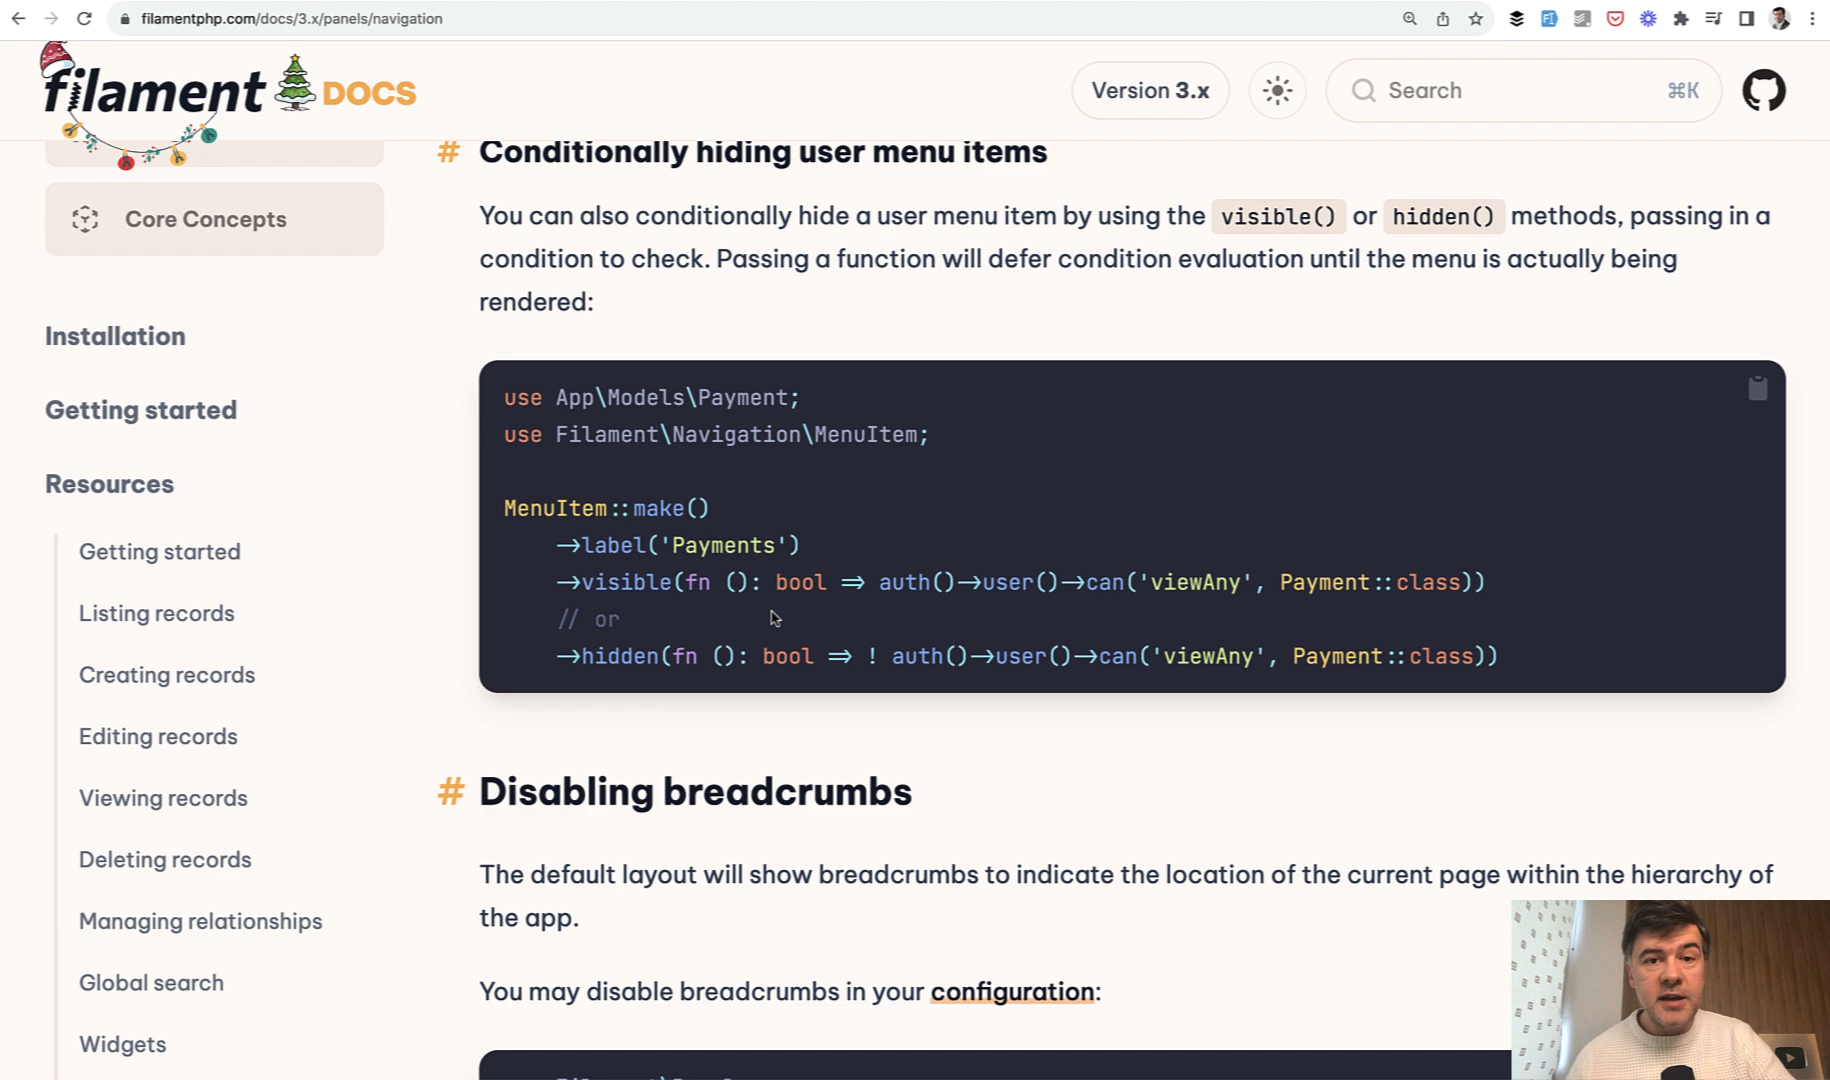 filamentphp.com/docs/3.x/panels/navigation
filament DOCS
Version 3.x
Search
⌘K
Core Concepts
Installation
Getting started
Resources
Getting started
Listing records
Creating records
Editing records
Viewing records
Deleting records
Managing relationships
Global search
Widgets
# Conditionally hiding user menu items
You can also conditionally hide a user menu item by using the visible() or hidden() methods, passing in a
condition to check. Passing a function will defer condition evaluation until the menu is actually being
rendered:
use App\Models\Payment;
use Filament\Navigation\MenuItem;
MenuItem::make()
->label('Payments')
->visible(fn (): bool => auth()->user()->can('viewAny', Payment::class))
// or
->hidden(fn (): bool => ! auth()->user()->can('viewAny', Payment::class))
# Disabling breadcrumbs
The default layout will show breadcrumbs to indicate the location of the current page within the hierarchy of
the app.
You may disable breadcrumbs in your configuration: